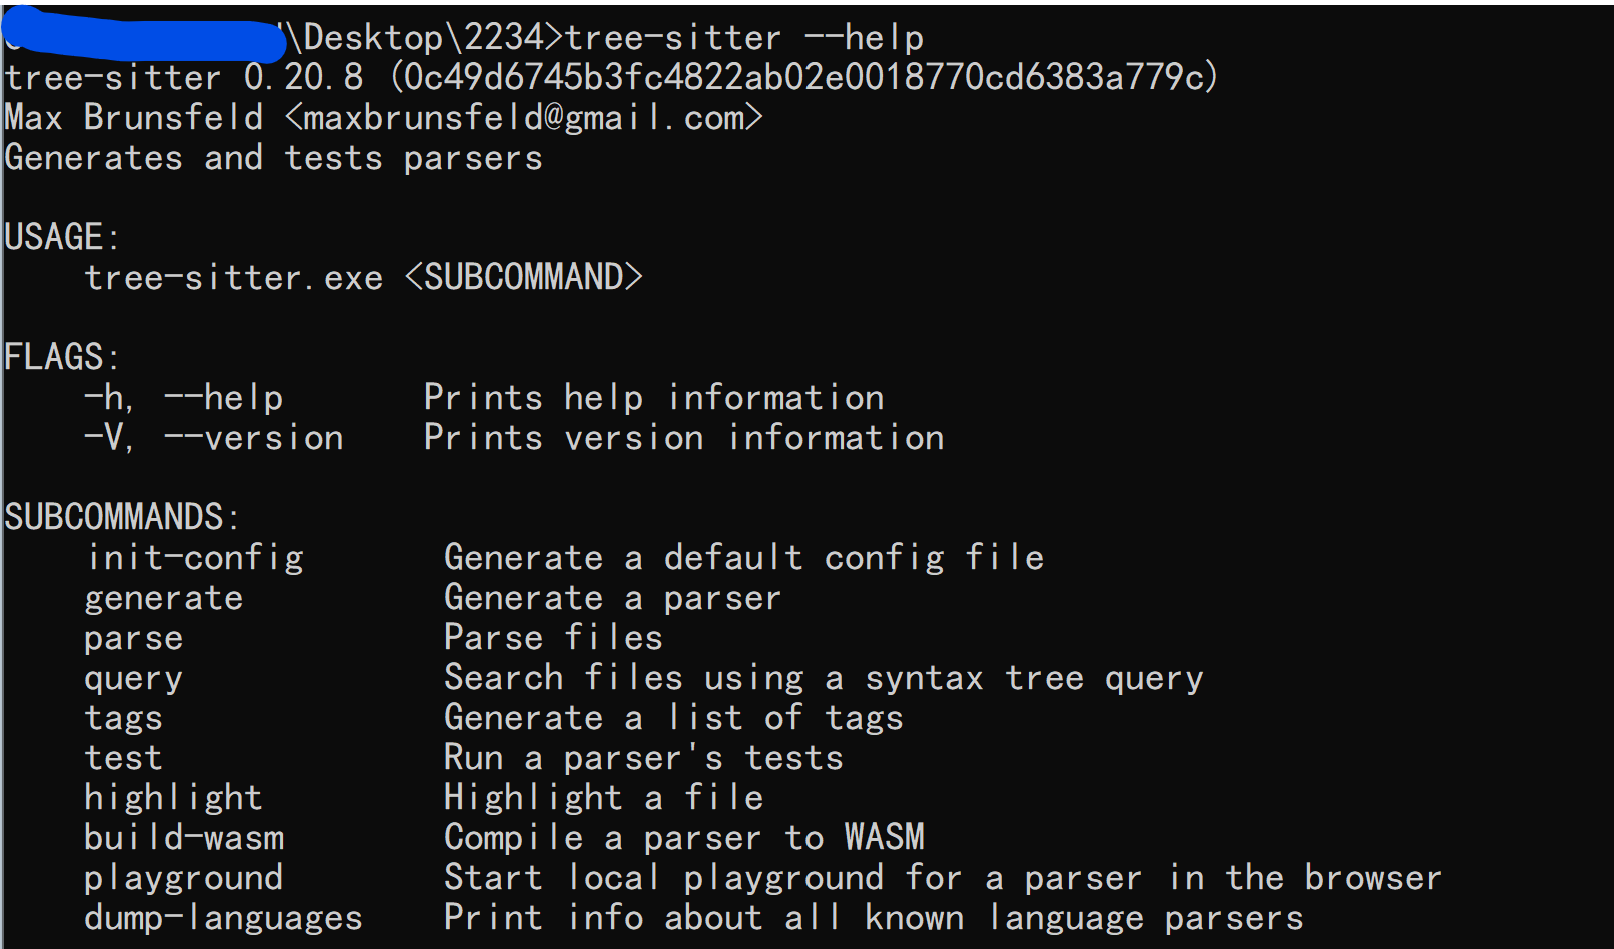 \Desktop\2234>tree-sitter --help
tree-sitter 0.20.8 (0c49d6745b3fc4822ab02e0018770cd6383a779c)
Max Brunsfeld <maxbrunsfeld@gmail.com>
Generates and tests parsers
USAGE:
tree-sitter.exe <SUBCOMMAND>
FLAGS:
-h, --help Prints help information
-V, --version Prints version information
SUBCOMMANDS:
init-config Generate a default config file
generate Generate a parser
parse Parse files
query Search files using a syntax tree query
tags Generate a list of tags
test Run a parser's tests
highlight Highlight a file
build-wasm Compile a parser to WASM
playground Start local playground for a parser in the browser
dump-languages Print info about all known language parsers